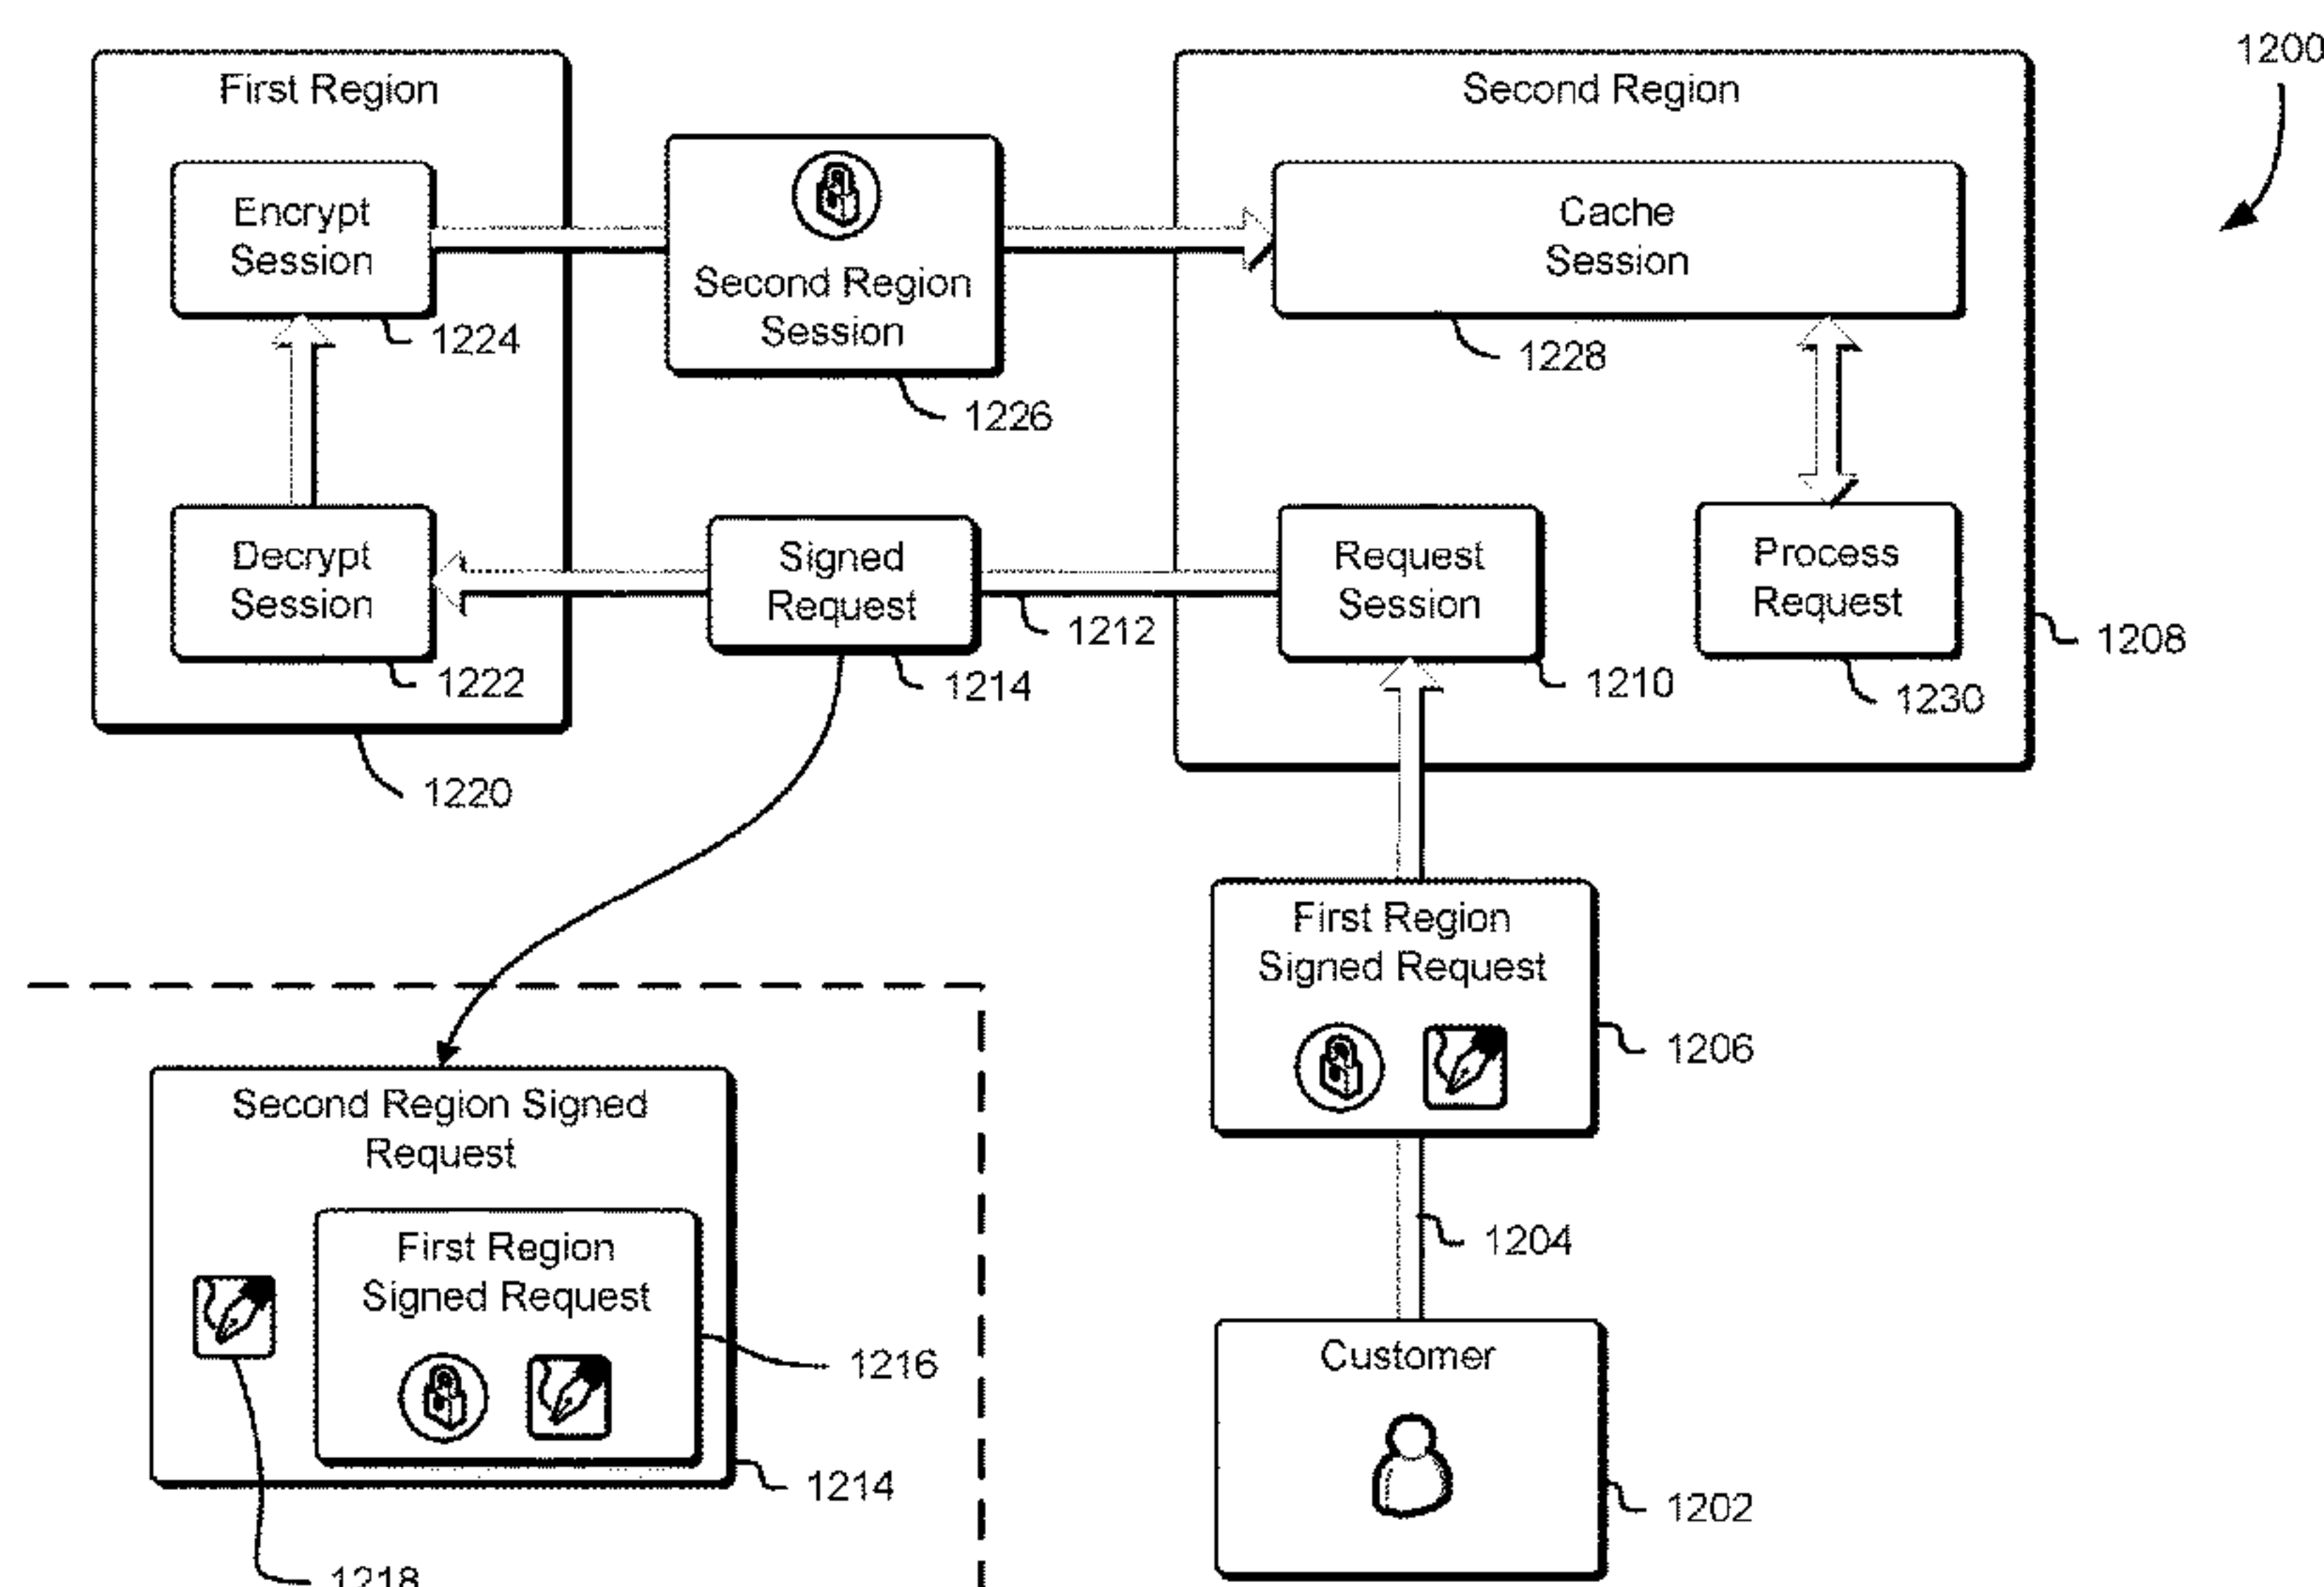 1200
First Region
Second Region
Encrypt
Session
1224
Second Region
Session
1226
Cache
Session
1228
Decrypt
Session
1222
Signed
Request
1214
1212
Request
Session
1210
Process
Request
1230
1208
1220
First Region
Signed Request
1206
Second Region Signed
Request
First Region
Signed Request
1216
1214
1218
1204
Customer
1202